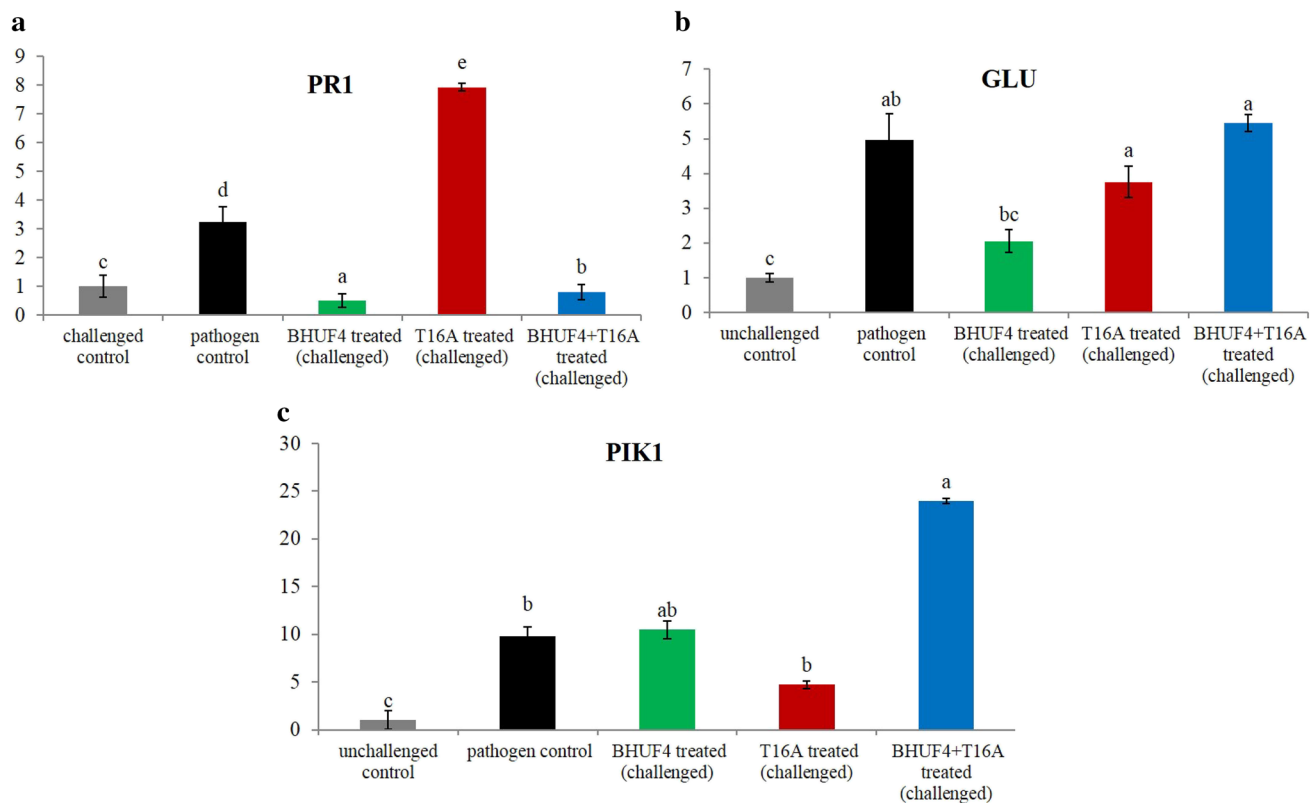 a
PR1
9
8
7
6
5
4
3
2
1
0
c
d
a
e
b
challenged
control
pathogen
control
BHUF4 treated
(challenged)
T16A treated
(challenged)
BHUF4+T16A
treated
(challenged)
b
GLU
7
6
5
4
3
2
1
0
c
ab
bc
a
a
unchallenged
control
pathogen
control
BHUF4 treated
(challenged)
T16A treated
(challenged)
BHUF4+T16A
treated
(challenged)
c
PIK1
30
25
20
15
10
5
0
c
b
ab
b
a
unchallenged
control
pathogen control
BHUF4 treated
(challenged)
T16A treated
(challenged)
BHUF4+T16A
treated
(challenged)